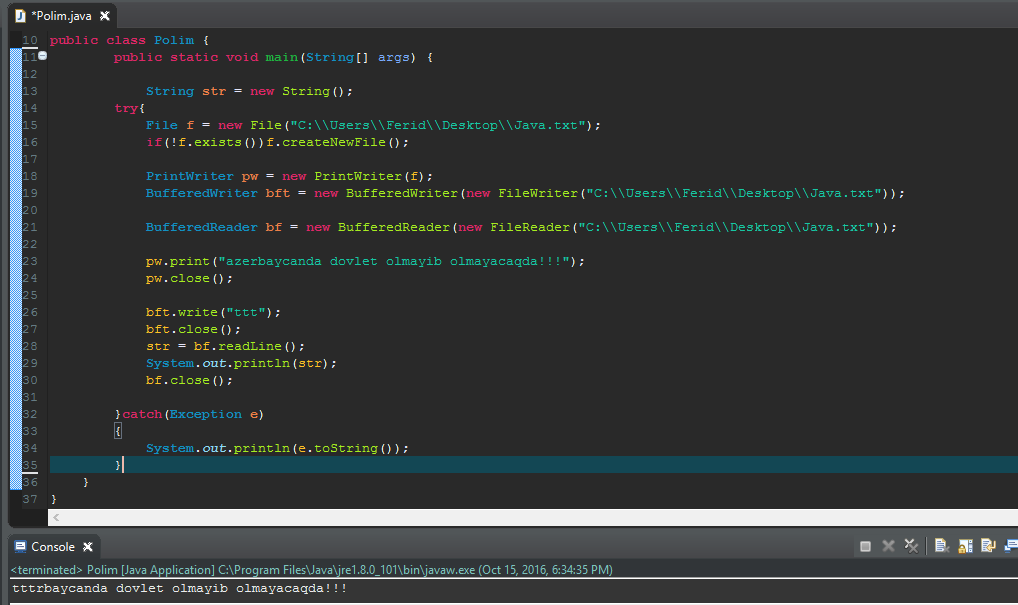 *Polim.java
10 public class Polim {
11 public static void main(String[] args) {
12
13 String str = new String();
14 try{
15 File f = new File("C:\\Users\\Ferid\\Desktop\\Java.txt");
16 if(!f.exists())f.createNewFile();
17
18 PrintWriter pw = new PrintWriter(f);
19 BufferedWriter bft = new BufferedWriter(new FileWriter("C:\\Users\\Ferid\\Desktop\\Java.txt"));
20
21 BufferedReader bf = new BufferedReader(new FileReader("C:\\Users\\Ferid\\Desktop\\Java.txt"));
22
23 pw.print("azerbaycanda dovlet olmayib olmayacaqda!!!");
24 pw.close();
25
26 bft.write("ttt");
27 bft.close();
28 str = bf.readLine();
29 System.out.println(str);
30 bf.close();
31
32 }catch(Exception e)
33 {
34 System.out.println(e.toString());
35 }
36 }
37 }
Console
<terminated> Polim [Java Application] C:\Program Files\Java\jre1.8.0_101\bin\javaw.exe (Oct 15, 2016, 6:34:35 PM)
tttrbaycanda dovlet olmayib olmayacaqda!!!